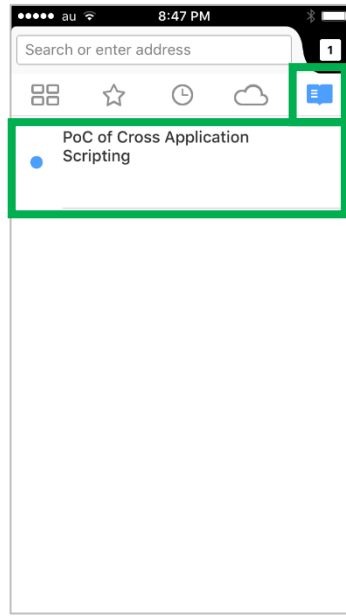 au 8:47 PM
Search or enter address
1
PoC of Cross Application
Scripting